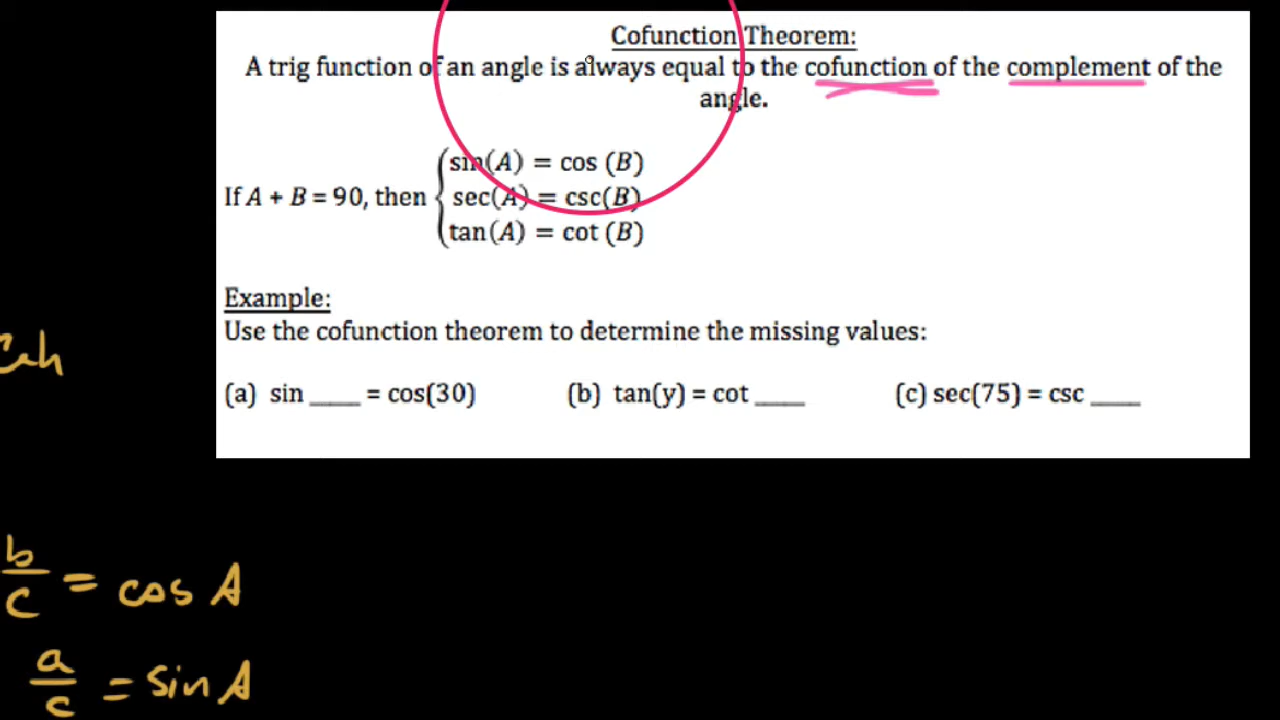 Cofunction Theorem:
A trig function of an angle is always equal to the cofunction of the complement of the
angle.
sin(A) = cos (B)
If A + B = 90, then sec(A) = csc(B)
tan(A) = cot (B)
Example:
Use the cofunction theorem to determine the missing values:
(a) sin ____ = cos(30) (b) tan(y) = cot ____ (c) sec(75) = csc ____
b/c = cos A
a/c = sin A